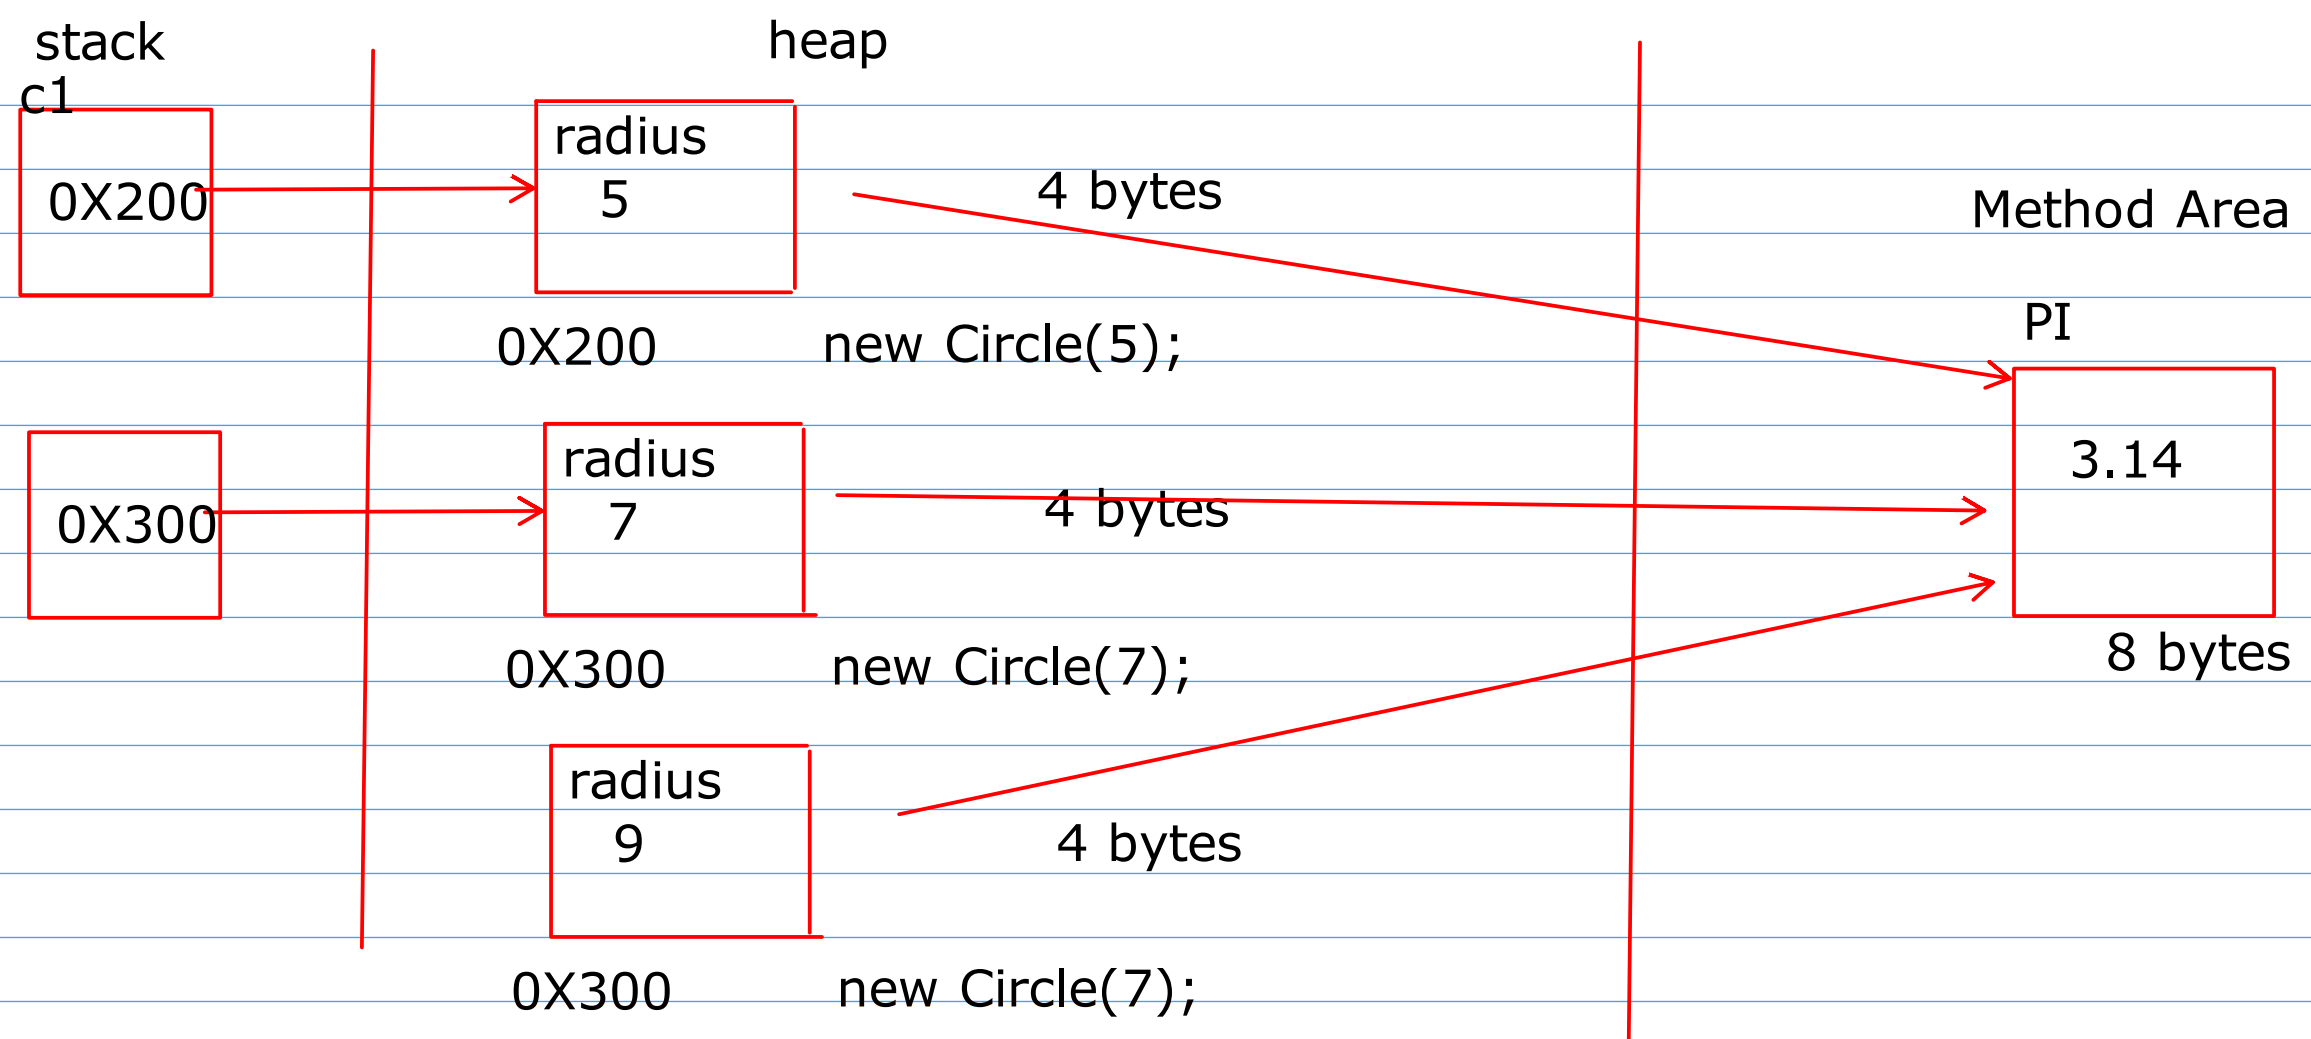 stack
heap
c1
radius
0X200
5
4 bytes
Method Area
PI
0X200
new Circle(5);
radius
3.14
0X300
7
4 bytes
8 bytes
0X300
new Circle(7);
radius
9
4 bytes
0X300
new Circle(7);